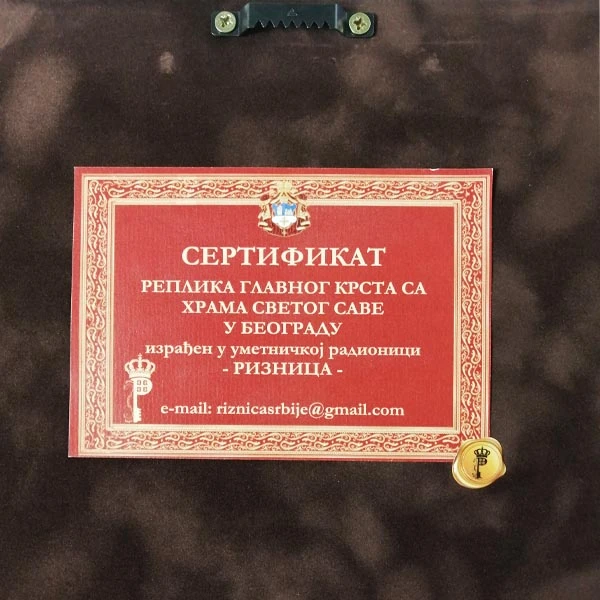 СЕРТИФИКАТ
РЕПЛИКА ГЛАВНОГ КРСТА СА
ХРАМА СВЕТОГ САВЕ
У БЕОГРАДУ
израђен у уметничкој радионици
- РИЗНИЦА -
e-mail: riznicasrbije@gmail.com